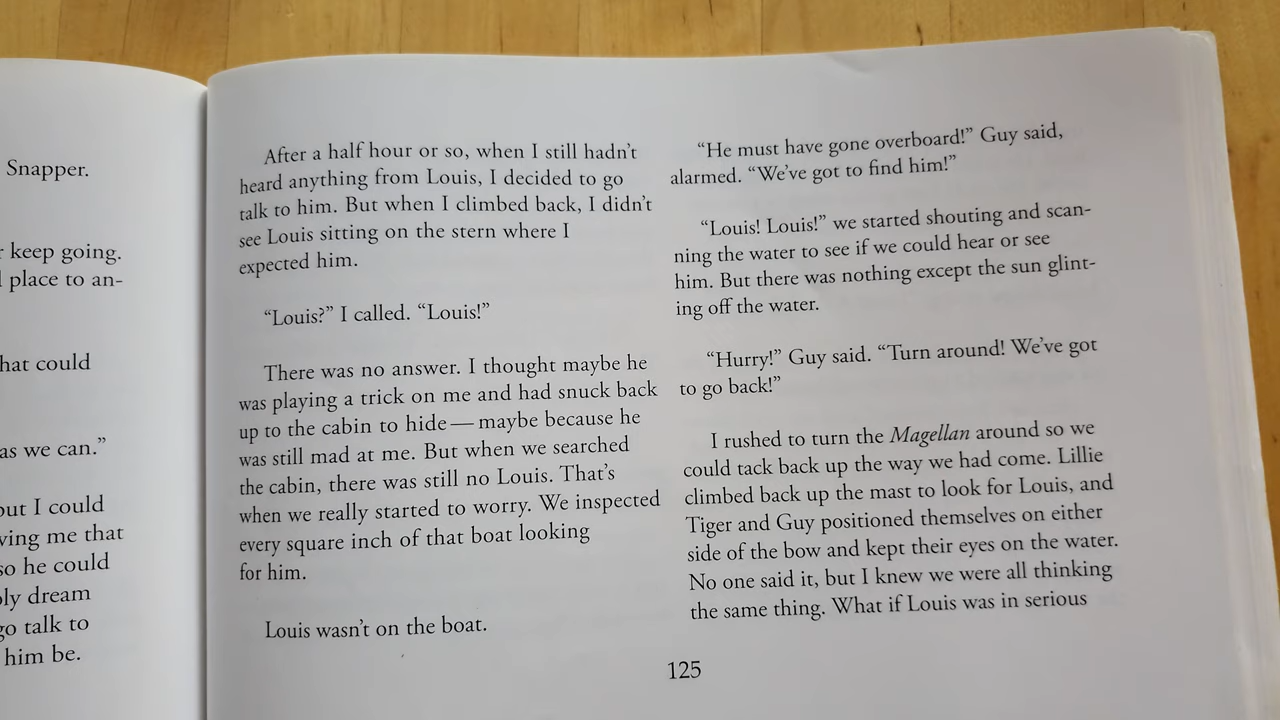 Snapper.
keep going.
place to an-
could
as we can.”
but I could
me that
so he could
dream
go talk to
him be.
After a half hour or so, when I still hadn’t
heard anything from Louis, I decided to go
talk to him. But when I climbed back, I didn’t
see Louis sitting on the stern where I
expected him.
“Louis?” I called. “Louis!”
There was no answer. I thought maybe he
was playing a trick on me and had snuck back
up to the cabin to hide — maybe because he
was still mad at me. But when we searched
the cabin, there was still no Louis. That’s
when we really started to worry. We inspected
every square inch of that boat looking
for him.
Louis wasn’t on the boat.
“He must have gone overboard!” Guy said,
alarmed. “We’ve got to find him!”
“Louis! Louis!” we started shouting and scan-
ning the water to see if we could hear or see
him. But there was nothing except the sun glint-
ing off the water.
“Hurry!” Guy said. “Turn around! We’ve got
to go back!”
I rushed to turn the Magellan around so we
could tack back up the way we had come. Lillie
climbed back up the mast to look for Louis, and
Tiger and Guy positioned themselves on either
side of the bow and kept their eyes on the water.
No one said it, but I knew we were all thinking
the same thing. What if Louis was in serious
125